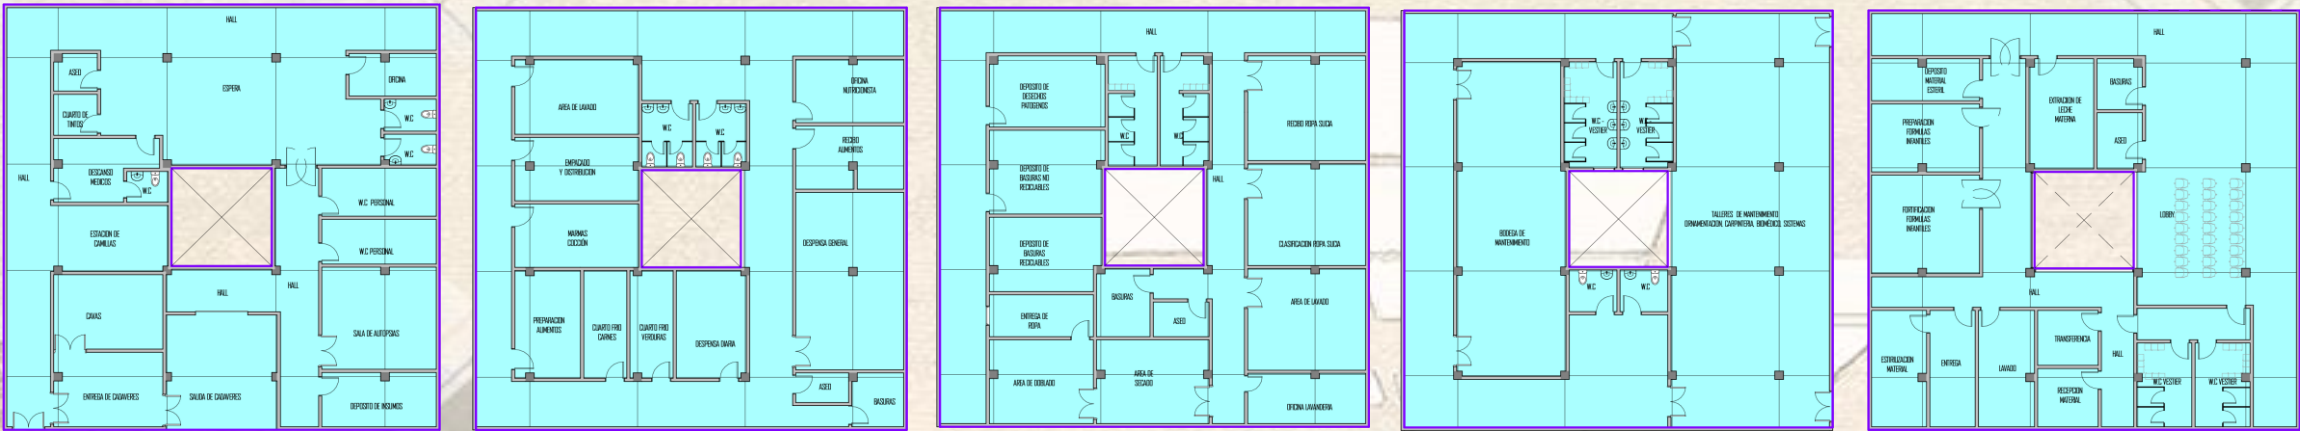 HALL
ASEO
ESPERA
OFICINA
CUARTO DE
TINTOS
W.C
W.C
HALL
DESCANSO
MEDICOS
W.C
W.C PERSONAL
ESTACION DE
CAMILLAS
W.C PERSONAL
HALL
HALL
CAVAS
SALA DE AUTOPSIAS
ENTREGA DE CADAVERES
SALIDA DE CADAVERES
DEPOSITO DE INSUMOS
AREA DE LAVADO
OFICINA
NUTRICIONISTA
W.C
W.C
RECIBO
ALIMENTOS
EMPACADO
Y DISTRIBUCION
MARMAS
COCCIÓN
DESPENSA GENERAL
PREPARACION
ALIMENTOS
CUARTO FRIO
CARNES
CUARTO FRIO
VERDURAS
DESPENSA DIARIA
ASEO
BASURAS
HALL
DEPOSITO DE
DESECHOS
PATOGENOS
W.C
W.C
RECIBO ROPA SUCIA
DEPOSITO DE
BASURAS NO
RECICLABLES
HALL
DEPOSITO DE
BASURAS
RECICLABLES
CLASIFICACION ROPA SUCIA
BASURAS
ASEO
AREA DE LAVADO
ENTREGA DE
ROPA
AREA DE DOBLADO
AREA DE
SECADO
OFICINA LAVANDERIA
W.C -
VESTIER
VESTIER
BODEGA DE
MANTENIMIENTO
TALLERES DE MANTENIMIENTO
ORNAMENTACION, CARPINTERIA, BIOMÉDICO, SISTEMAS
W.C
W.C
HALL
DEPOSITO
MATERIAL
ESTERIL
EXTRACION DE
LECHE
MATERNA
BASURAS
PREPARACION
FORMULAS
INFANTILES
ASEO
FORTIFICACION
FORMULAS
INFANTILES
LOBBY
HALL
ESTIRILIZACION
MATERIAL
ENTREGA
LAVADO
TRANSFERENCIA
HALL
RECEPCION
MATERIAL
W.C VESTIER
W.C VESTIER